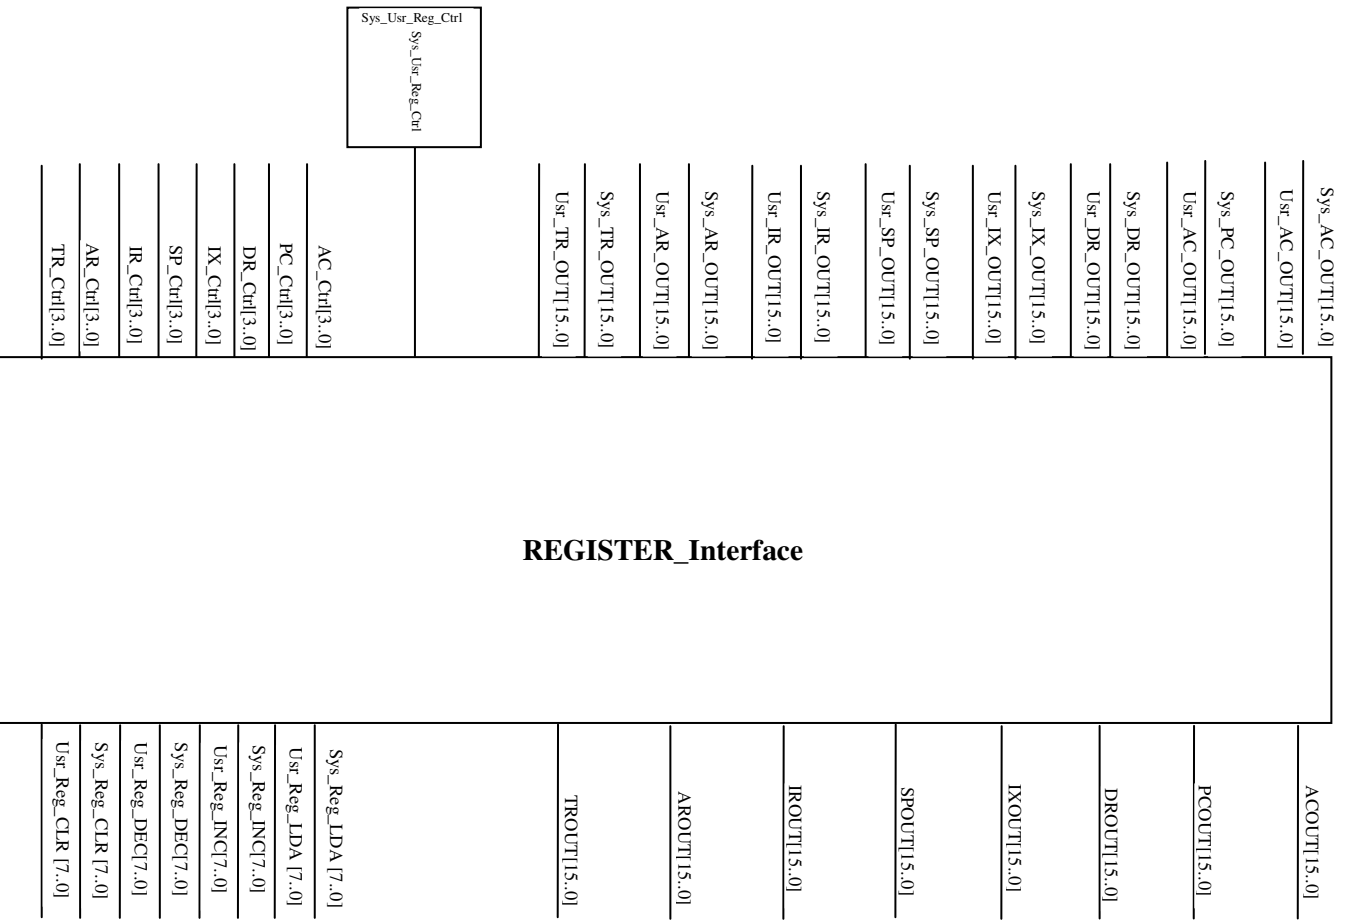 Sys_Usr_Reg_Ctrl
Sys_Usr_Reg_Ctrl
TR_Ctrl[3..0]
AR_Ctrl[3..0]
IR_Ctrl[3..0]
SP_Ctrl[3..0]
IX_Ctrl[3..0]
DR_Ctrl[3..0]
PC_Ctrl[3..0]
AC_Ctrl[3..0]
Usr_TR_OUT[15..0]
Sys_TR_OUT[15..0]
Usr_AR_OUT[15..0]
Sys_AR_OUT[15..0]
Usr_IR_OUT[15..0]
Sys_IR_OUT[15..0]
Usr_SP_OUT[15..0]
Sys_SP_OUT[15..0]
Usr_IX_OUT[15..0]
Sys_IX_OUT[15..0]
Usr_DR_OUT[15..0]
Sys_DR_OUT[15..0]
Usr_AC_OUT[15..0]
Sys_PC_OUT[15..0]
Usr_AC_OUT[15..0]
Sys_AC_OUT[15..0]
REGISTER_Interface
Usr_Reg_CLR [7..0]
Sys_Reg_CLR [7..0]
Usr_Reg_DEC[7..0]
Sys_Reg_DEC[7..0]
Usr_Reg_INC[7..0]
Sys_Reg_INC[7..0]
Usr_Reg_LDA [7..0]
Sys_Reg_LDA [7..0]
TROUT[15..0]
AROUT[15..0]
IROUT[15..0]
SPOUT[15..0]
IXOUT[15..0]
DROUT[15..0]
PCOUT[15..0]
ACOUT[15..0]